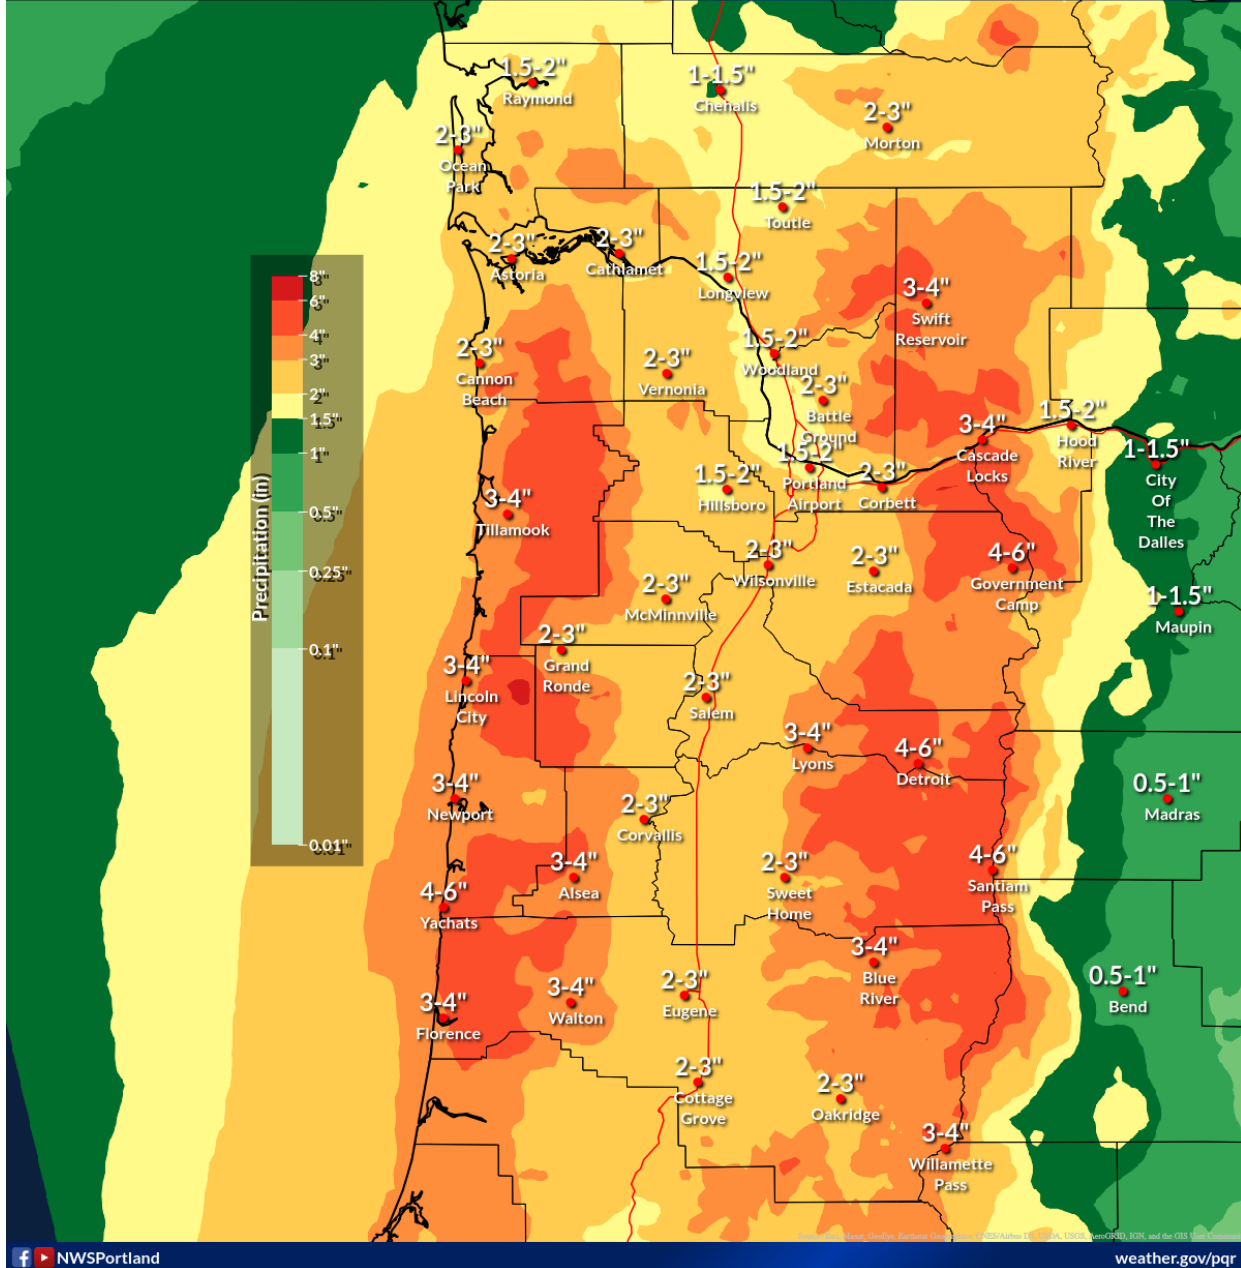 1.5-2"
Raymond
1-1.5"
Chehalis
2-3"
Morton
2-3"
Ocean
Park
1.5-2"
Toutle
2-3"
Astoria
2-3"
Cathlamet
1.5-2"
Longview
3-4"
Swift
Reservoir
2-3"
Cannon
Beach
2-3"
Vernonia
1.5-2"
Woodland
2-3"
Battle
Ground
3-4"
Cascade
Locks
1.5-2"
Hood
River
1-1.5"
City
Of
The
Dalles
3-4"
Tillamook
1.5-2"
Hillsboro
1.5-2"
Portland
Airport
2-3"
Corbett
2-3"
Wilsonville
2-3"
Estacada
4-6"
Government
Camp
2-3"
McMinnville
1-1.5"
Maupin
2-3"
Grand
Ronde
3-4"
Lincoln
City
2-3"
Salem
3-4"
Lyons
4-6"
Detroit
3-4"
Newport
2-3"
Corvallis
0.5-1"
Madras
4-6"
Yachats
3-4"
Alsea
2-3"
Sweet
Home
4-6"
Santiam
Pass
3-4"
Blue
River
3-4"
Florence
3-4"
Walton
2-3"
Eugene
0.5-1"
Bend
2-3"
Cottage
Grove
2-3"
Oakridge
3-4"
Willamette
Pass
Precipitation (in)
8"
6"
4"
3"
2"
1.5"
1"
0.5"
0.25"
0.1"
0.01"
NWSPortland
weather.gov/pqr